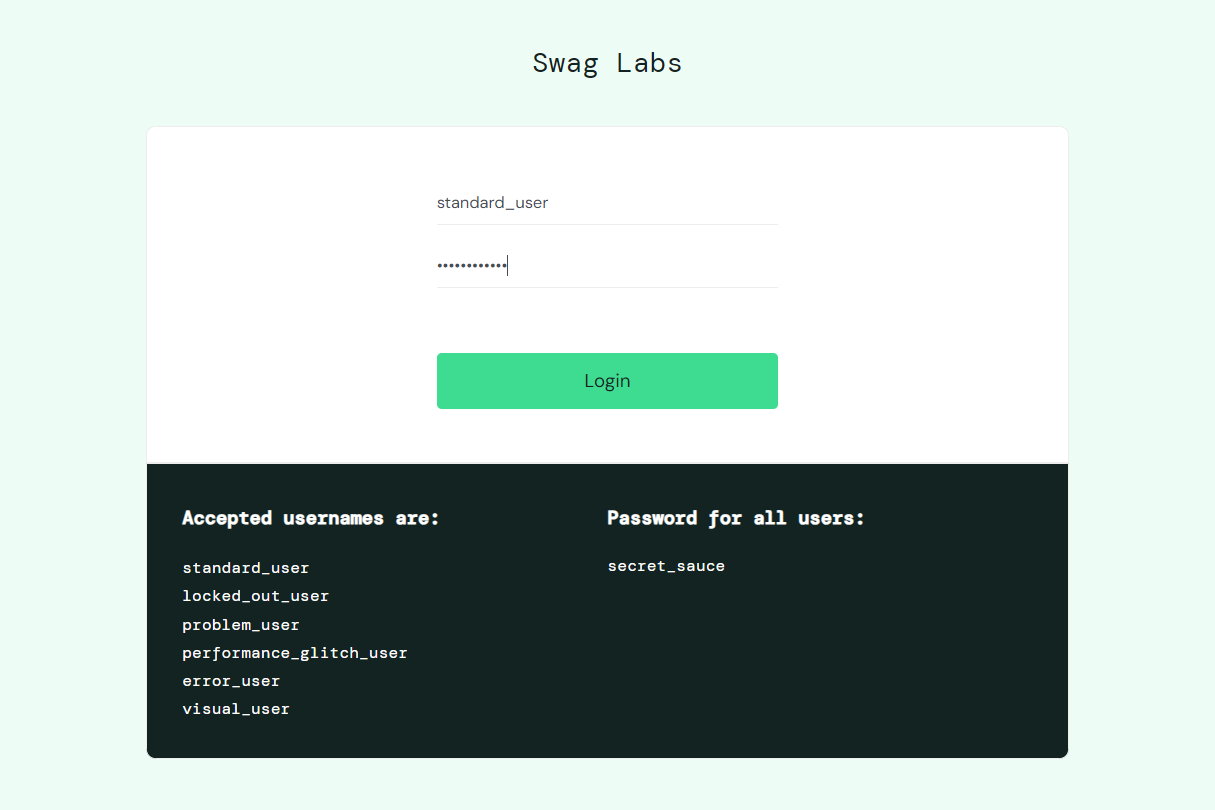 Swag Labs
standard_user
••••••••••••
Login
Accepted usernames are:
standard_user
locked_out_user
problem_user
performance_glitch_user
error_user
visual_user
Password for all users:
secret_sauce